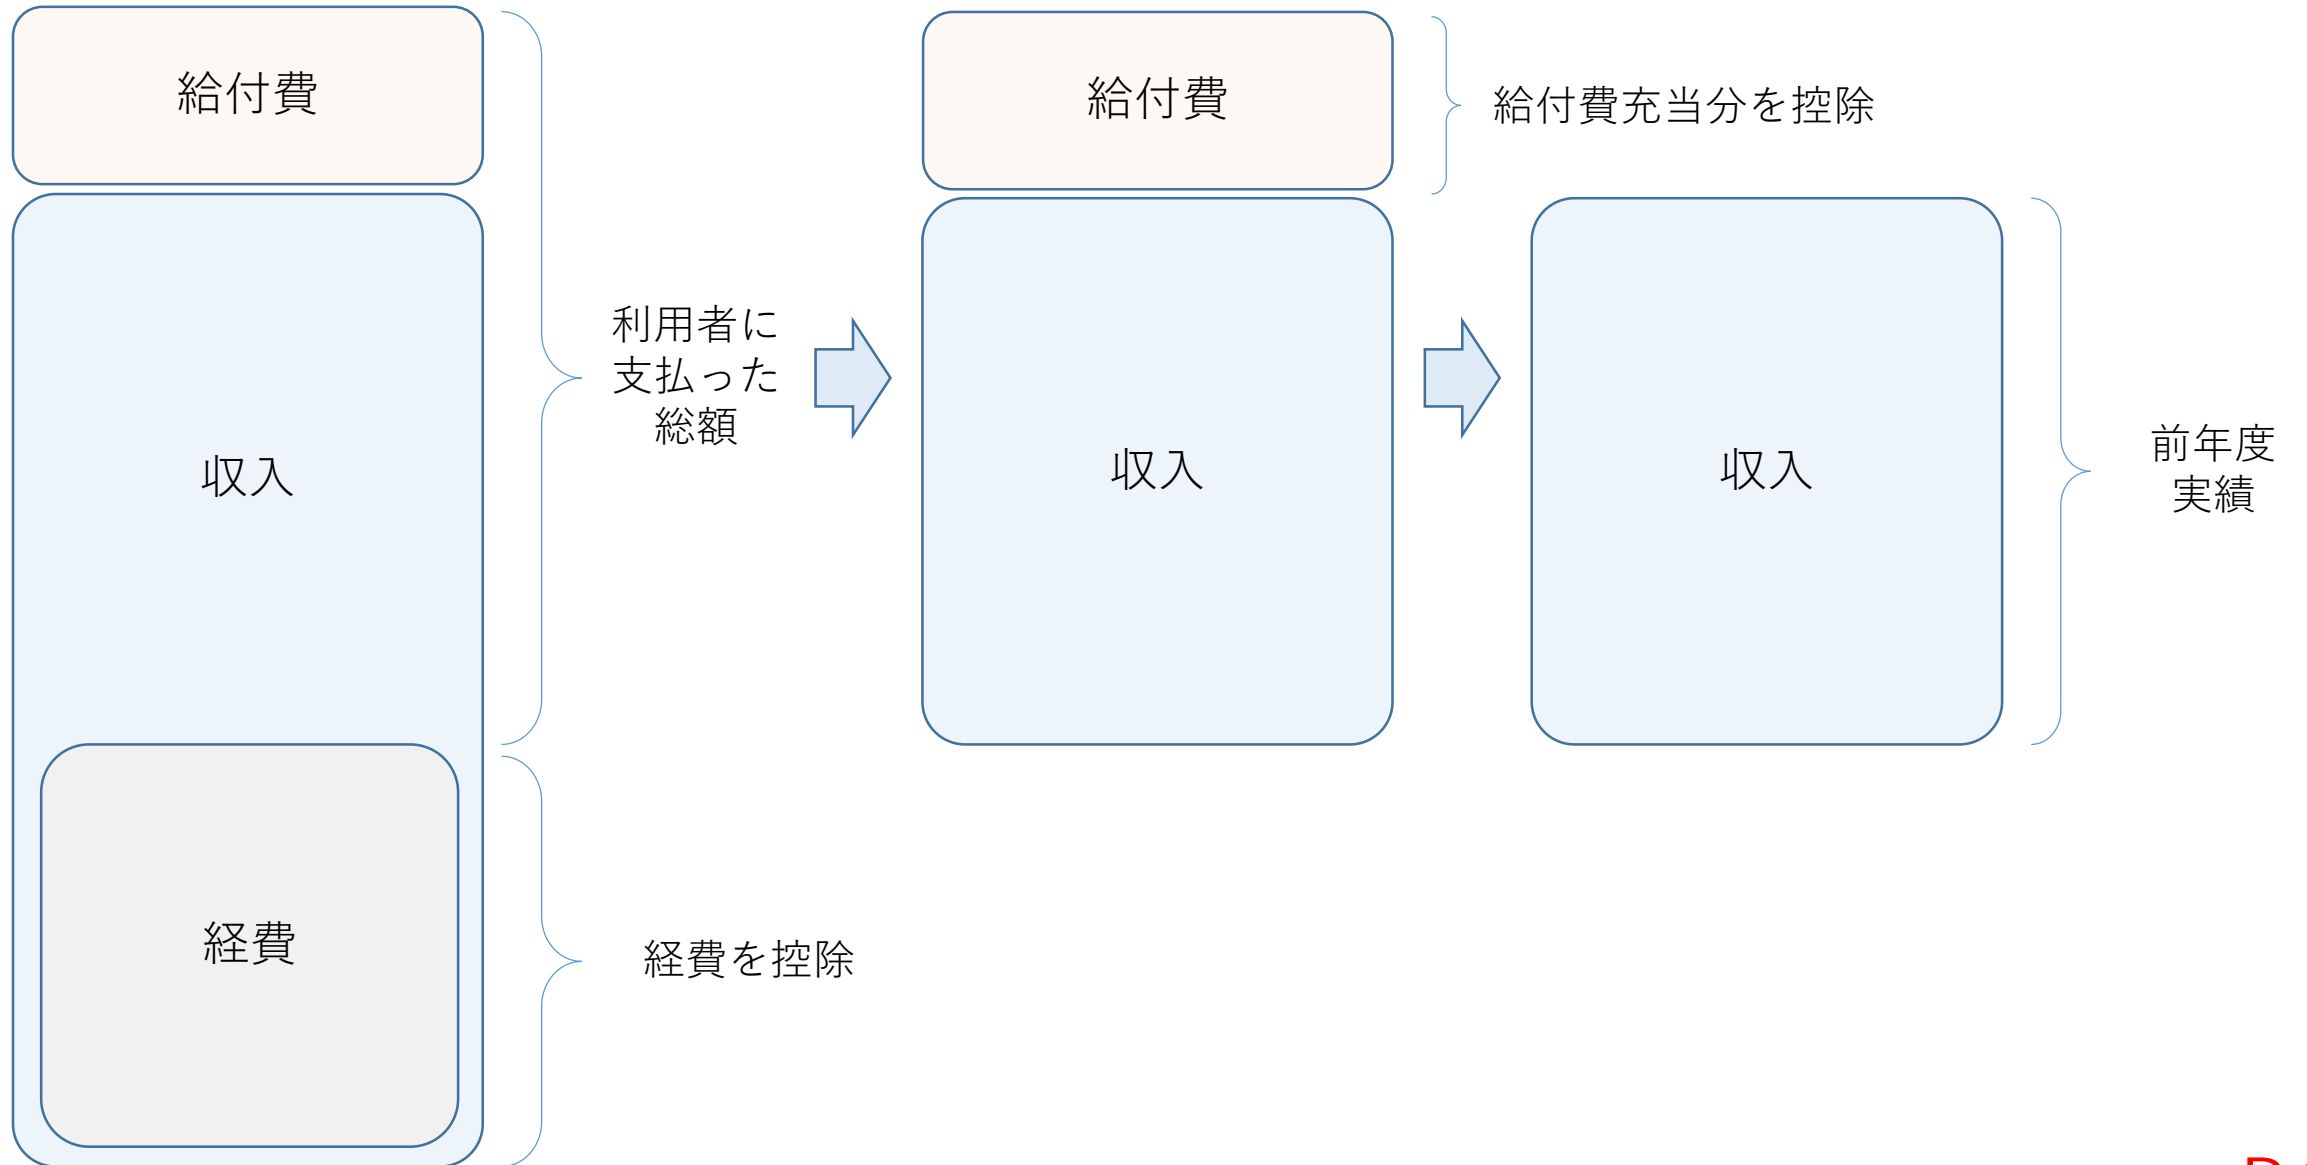 給付費
給付費
給付費充当分を控除
利用者に
支払った
総額
収入
収入
収入
前年度
実績
経費
経費を控除